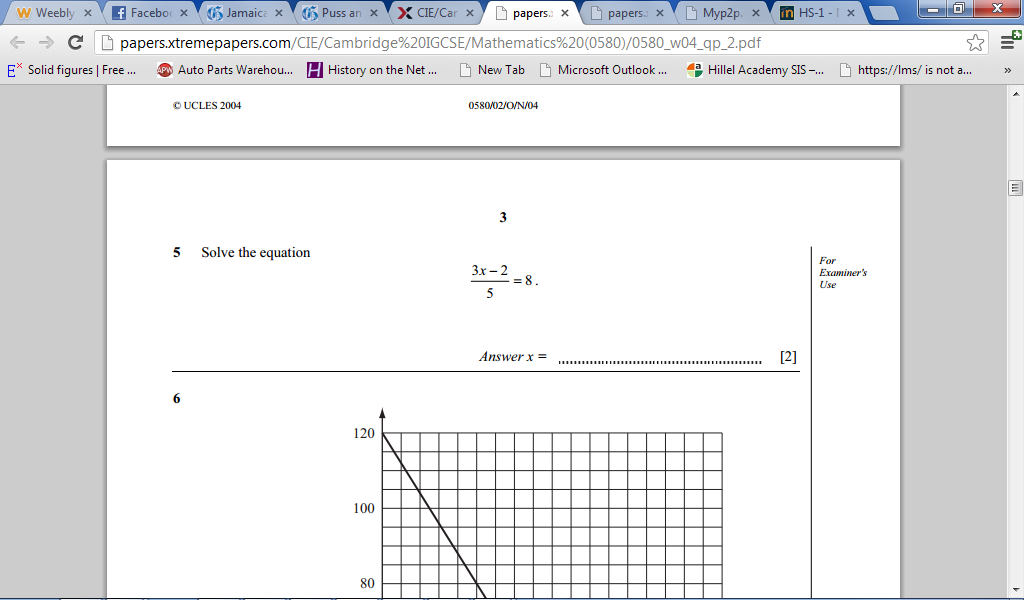 Weebly
Faceboo
Jamaica
Puss an
CIE/Car
papers.
papers.
Myp2p.
HS-1 -
papers.xtremepapers.com/CIE/Cambridge%20IGCSE/Mathematics%20(0580)/0580_w04_qp_2.pdf
Solid figures | Free ... Auto Parts Warehou... History on the Net ... New Tab Microsoft Outlook ... Hillel Academy SIS –... https://lms/ is not a... »
© UCLES 2004 0580/02/O/N/04
3
5 Solve the equation
For
Examiner's
Use
3x – 2
5
= 8 .
Answer x = ................................................ [2]
6
120
100
80